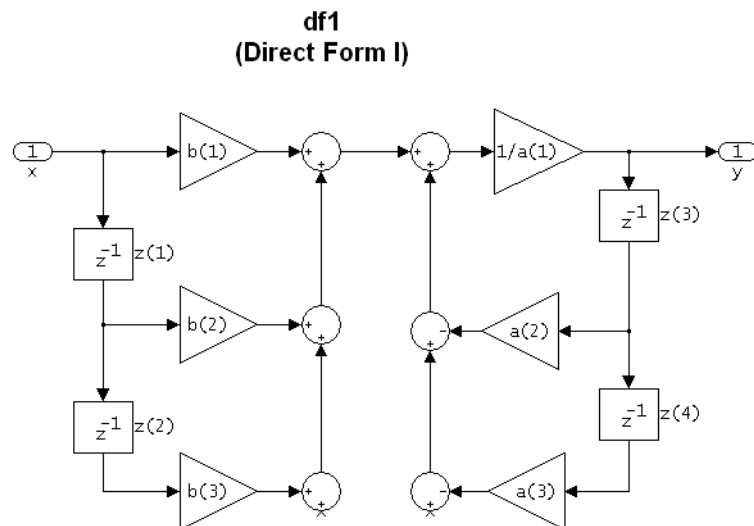 df1
(Direct Form I)
1
x
b(1)
+
+
+
+
1/a(1)
1
y
z^-1
z(1)
z^-1
z(3)
b(2)
+
+
-
+
a(2)
z^-1
z(2)
z^-1
z(4)
b(3)
+
x
-
x
a(3)